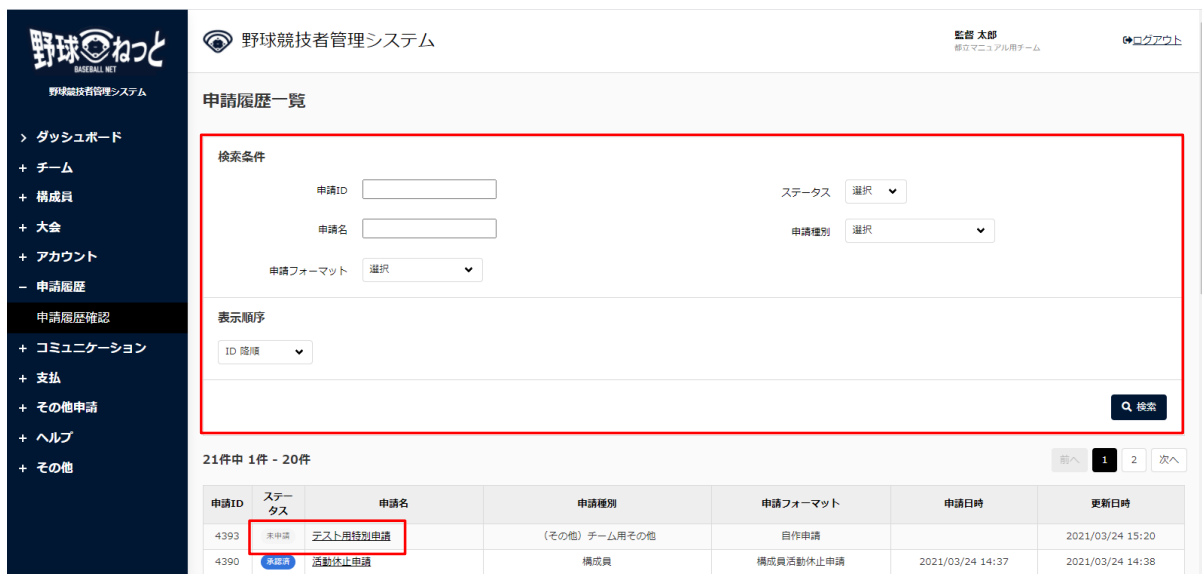 野球ねっと
BASEBALL NET
野球競技者管理システム
> ダッシュボード
+ チーム
+ 構成員
+ 大会
+ アカウント
− 申請履歴
申請履歴確認
+ コミュニケーション
+ 支払
+ その他申請
+ ヘルプ
+ その他
野球競技者管理システム
監督 太郎
都立マニュアル用チーム
ログアウト
申請履歴一覧
検索条件
申請ID
ステータス 選択
申請名
申請種別 選択
申請フォーマット 選択
表示順序
ID 降順
検索
21件中 1件 - 20件
前へ 1 2 次へ
申請ID ステータス 申請名 申請種別 申請フォーマット 申請日時 更新日時
4393 未申請 テスト用特別申請 (その他) チーム用その他 自作申請 2021/03/24 15:20
4390 承認済 活動休止申請 構成員 構成員活動休止申請 2021/03/24 14:37 2021/03/24 14:38